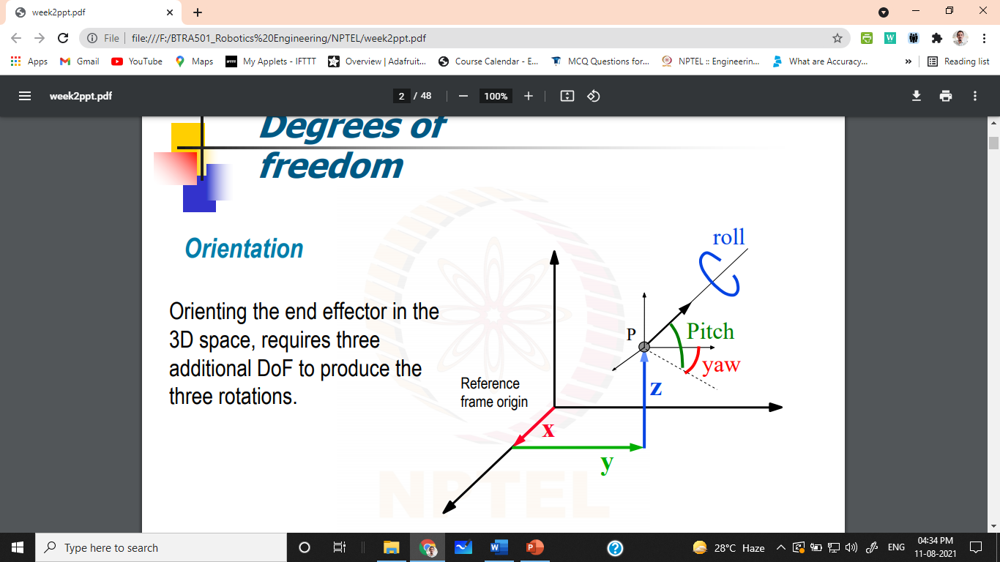 week2ppt.pdf
File
file:///F:/BTRA501_Robotics%20Engineering/NPTEL/week2ppt.pdf
W
Apps
Gmail
YouTube
Maps
IFTTT
My Applets - IFTTT
Overview | Adafruit...
Course Calendar - E...
MCQ Questions for...
NPTEL :: Engineerin...
What are Accuracy...
»
Reading list
week2ppt.pdf
2 / 48
100%
Degrees of
freedom
Orientation
roll
Orienting the end effector in the
3D space, requires three
additional DoF to produce the
three rotations.
P
Pitch
yaw
Reference
frame origin
z
x
y
NPTEL
Type here to search
W
P
?
28°C Haze
ENG
04:34 PM
11-08-2021